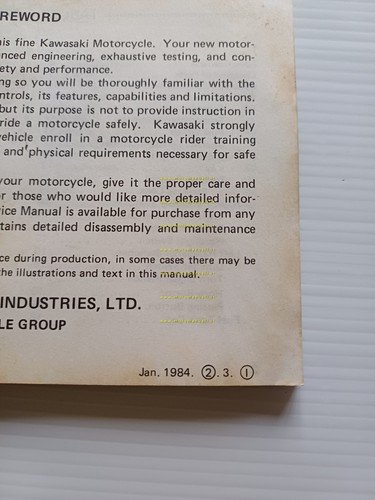 REWORD
his fine Kawasaki Motorcycle. Your new motor-
nced engineering, exhaustive testing, and con-
ety and performance.
ing so you will be thoroughly familiar with the
ontrols, its features, capabilities and limitations.
but its purpose is not to provide instruction in
ride a motorcycle safely. Kawasaki strongly
vehicle enroll in a motorcycle rider training
and physical requirements necessary for safe
your motorcycle, give it the proper care and
or those who would like more detailed infor-
vice Manual is available for purchase from any
tains detailed disassembly and maintenance
ce during production, in some cases there may be
the illustrations and text in this manual.
INDUSTRIES, LTD.
LE GROUP
Jan. 1984. ②. 3. ①